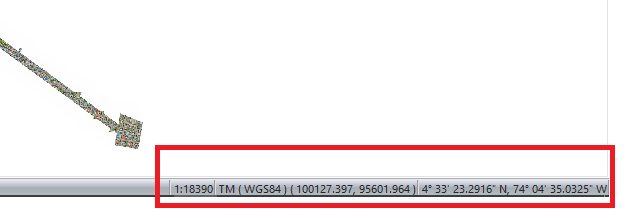 1:18390 TM ( WGS84 ) ( 100127.397, 95601.964 ) 4° 33' 23.2916" N, 74° 04' 35.0325" W